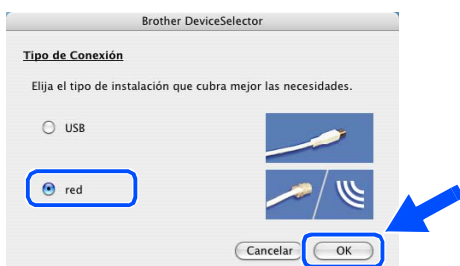 Brother DeviceSelector
Tipo de Conexión
Elija el tipo de instalación que cubra mejor las necesidades.
USB
red
Cancelar OK